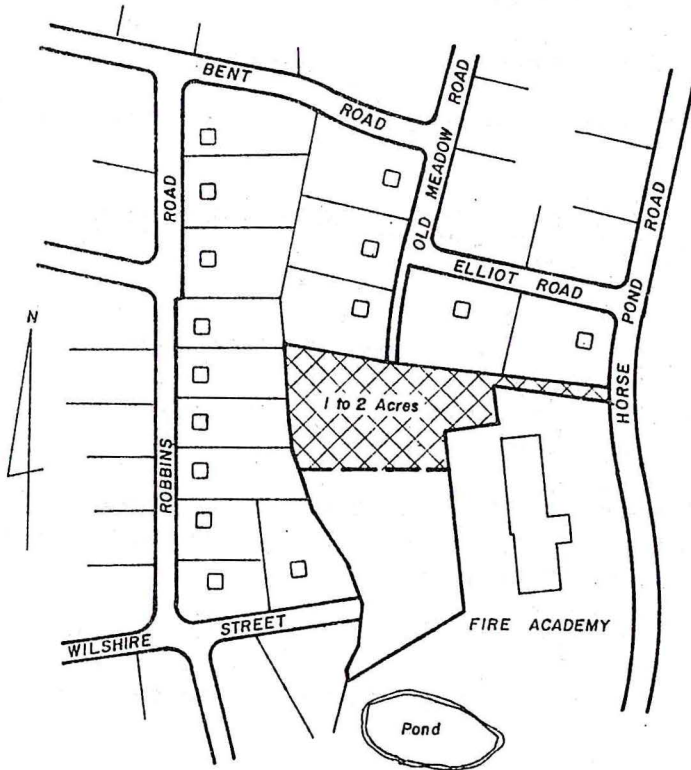 BENT
ROAD
ROAD
OLD MEADOW ROAD
ROAD
ELLIOT ROAD
HORSE POND ROAD
N
1 to 2 Acres
ROBBINS
FIRE ACADEMY
WILSHIRE STREET
Pond